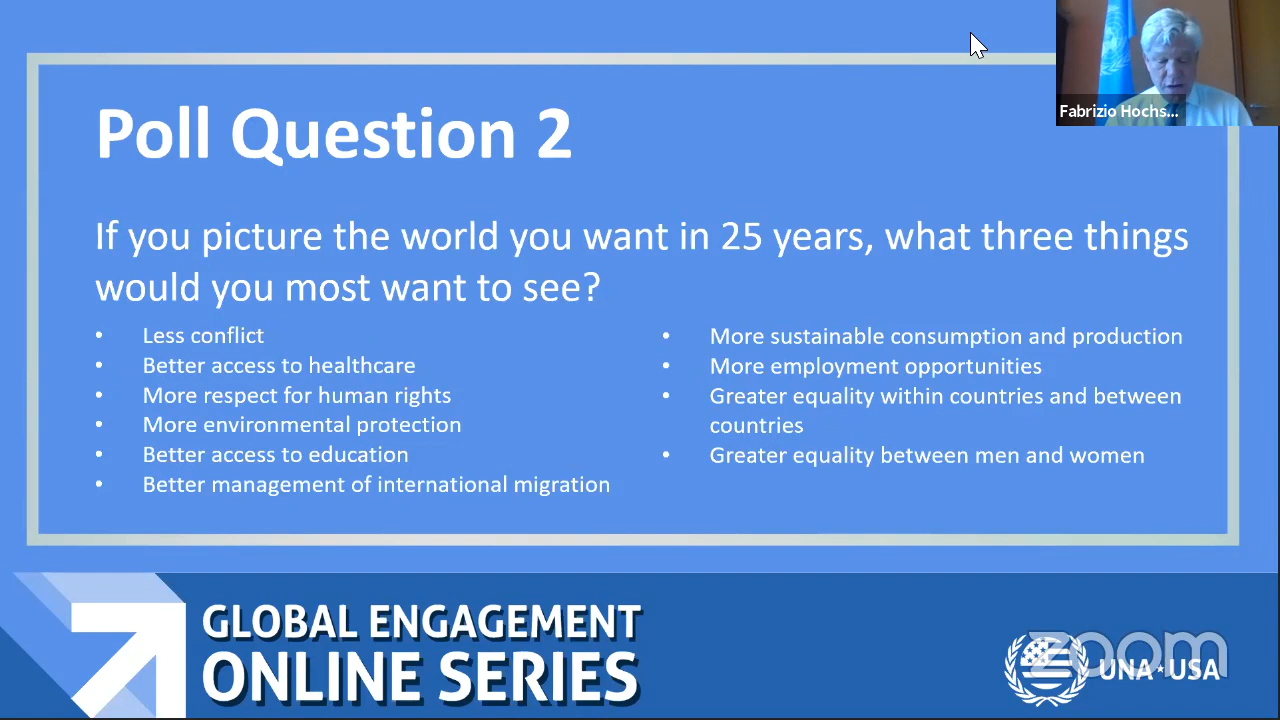 Fabrizio Hochs...
Poll Question 2
If you picture the world you want in 25 years, what three things
would you most want to see?
• Less conflict
• Better access to healthcare
• More respect for human rights
• More environmental protection
• Better access to education
• Better management of international migration
• More sustainable consumption and production
• More employment opportunities
• Greater equality within countries and between
countries
• Greater equality between men and women
GLOBAL ENGAGEMENT
ONLINE SERIES
zoom
UNA★USA